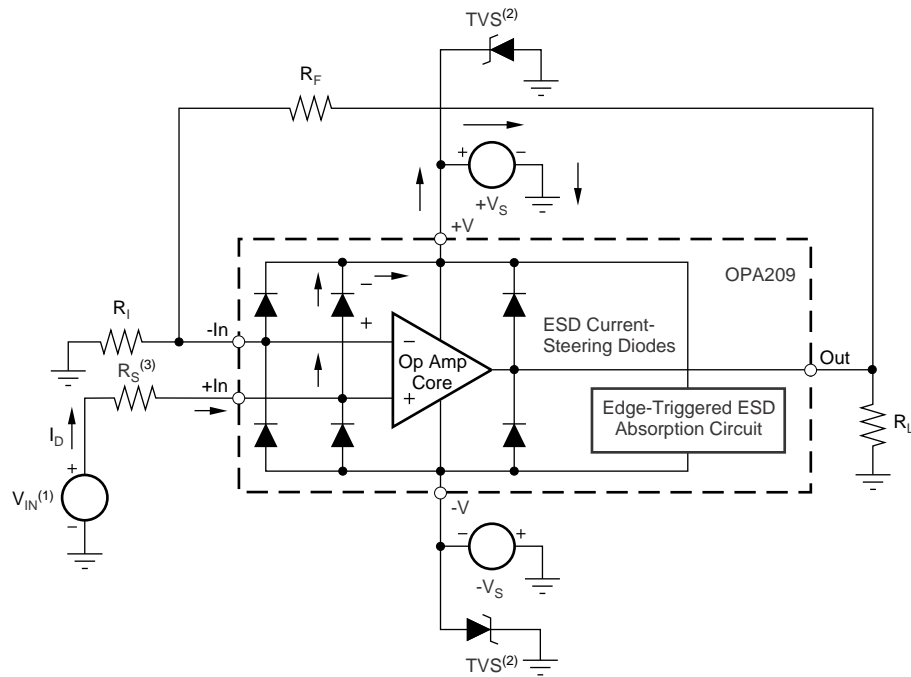 TVS(2)
RF
+ −
+VS
+V
OPA209
−
+
RI
-In
−
ESD Current-
Steering Diodes
Op Amp
Core
Out
RS(3)
+In
+
Edge-Triggered ESD
Absorption Circuit
RL
ID
+
VIN(1)
−
-V
− +
-VS
TVS(2)